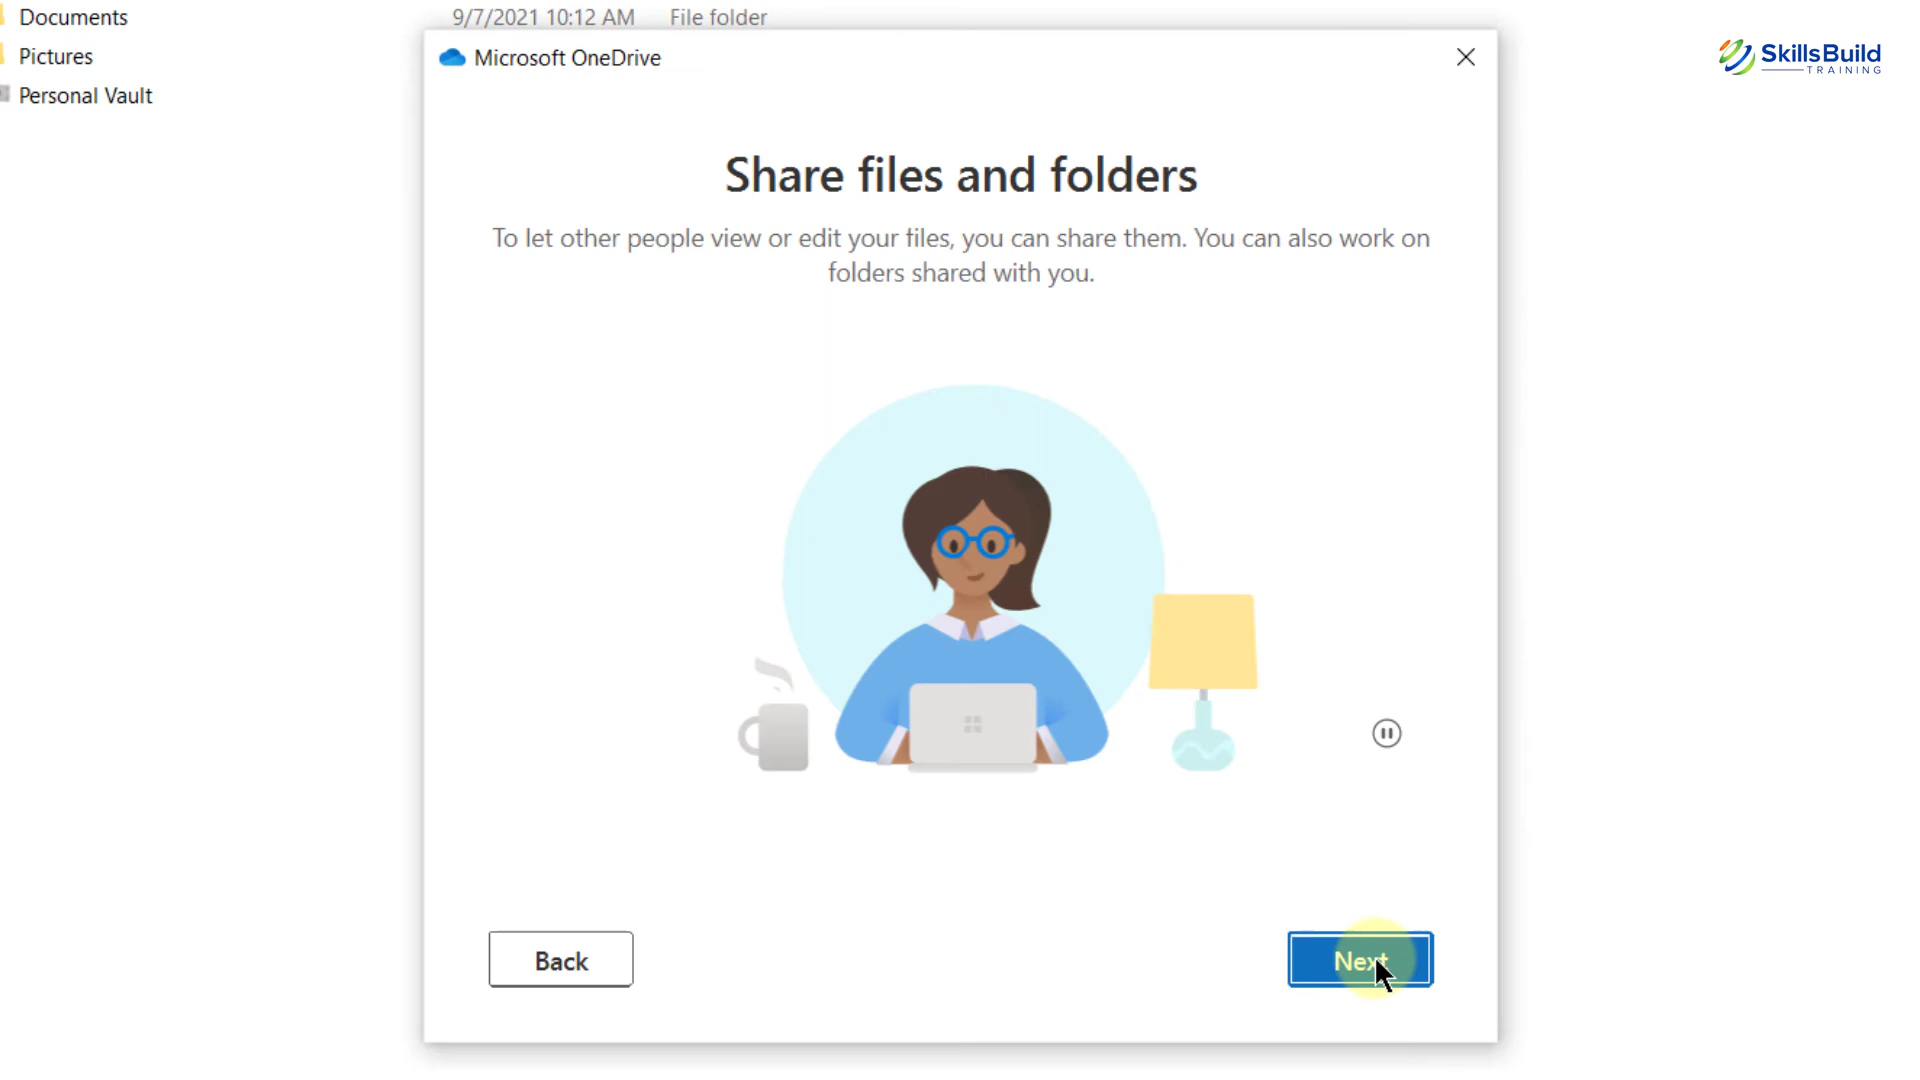 Documents
9/7/2021 10:12 AM
File folder
Pictures
Personal Vault
Microsoft OneDrive
SkillsBuild
TRAINING
Share files and folders
To let other people view or edit your files, you can share them. You can also work on
folders shared with you.
Back
Next